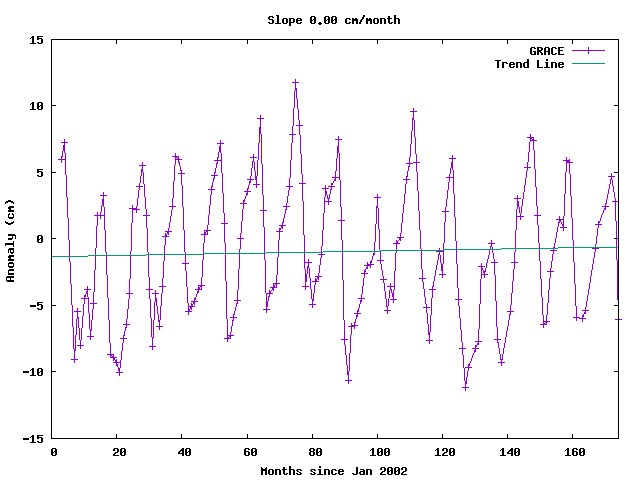 Slope 0.00 cm/month
15
GRACE
Trend Line
10
5
0
-5
-10
-15
Anomaly (cm)
0 20 40 60 80 100 120 140 160
Months since Jan 2002